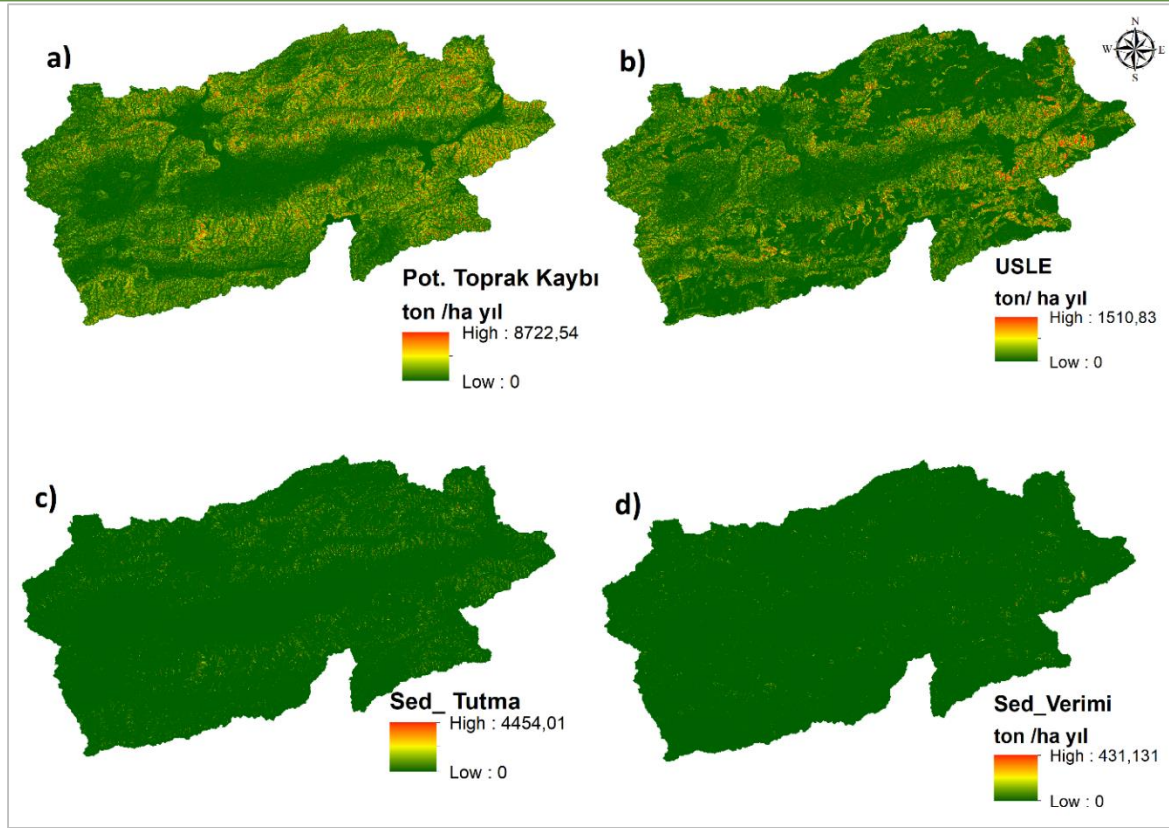 a)
Pot. Toprak Kaybı
ton /ha yıl
High : 8722,54
Low : 0
b)
N
W E
S
USLE
ton/ ha yıl
High : 1510,83
Low : 0
c)
Sed_ Tutma
High : 4454,01
Low : 0
d)
Sed_Verimi
ton /ha yıl
High : 431,131
Low : 0